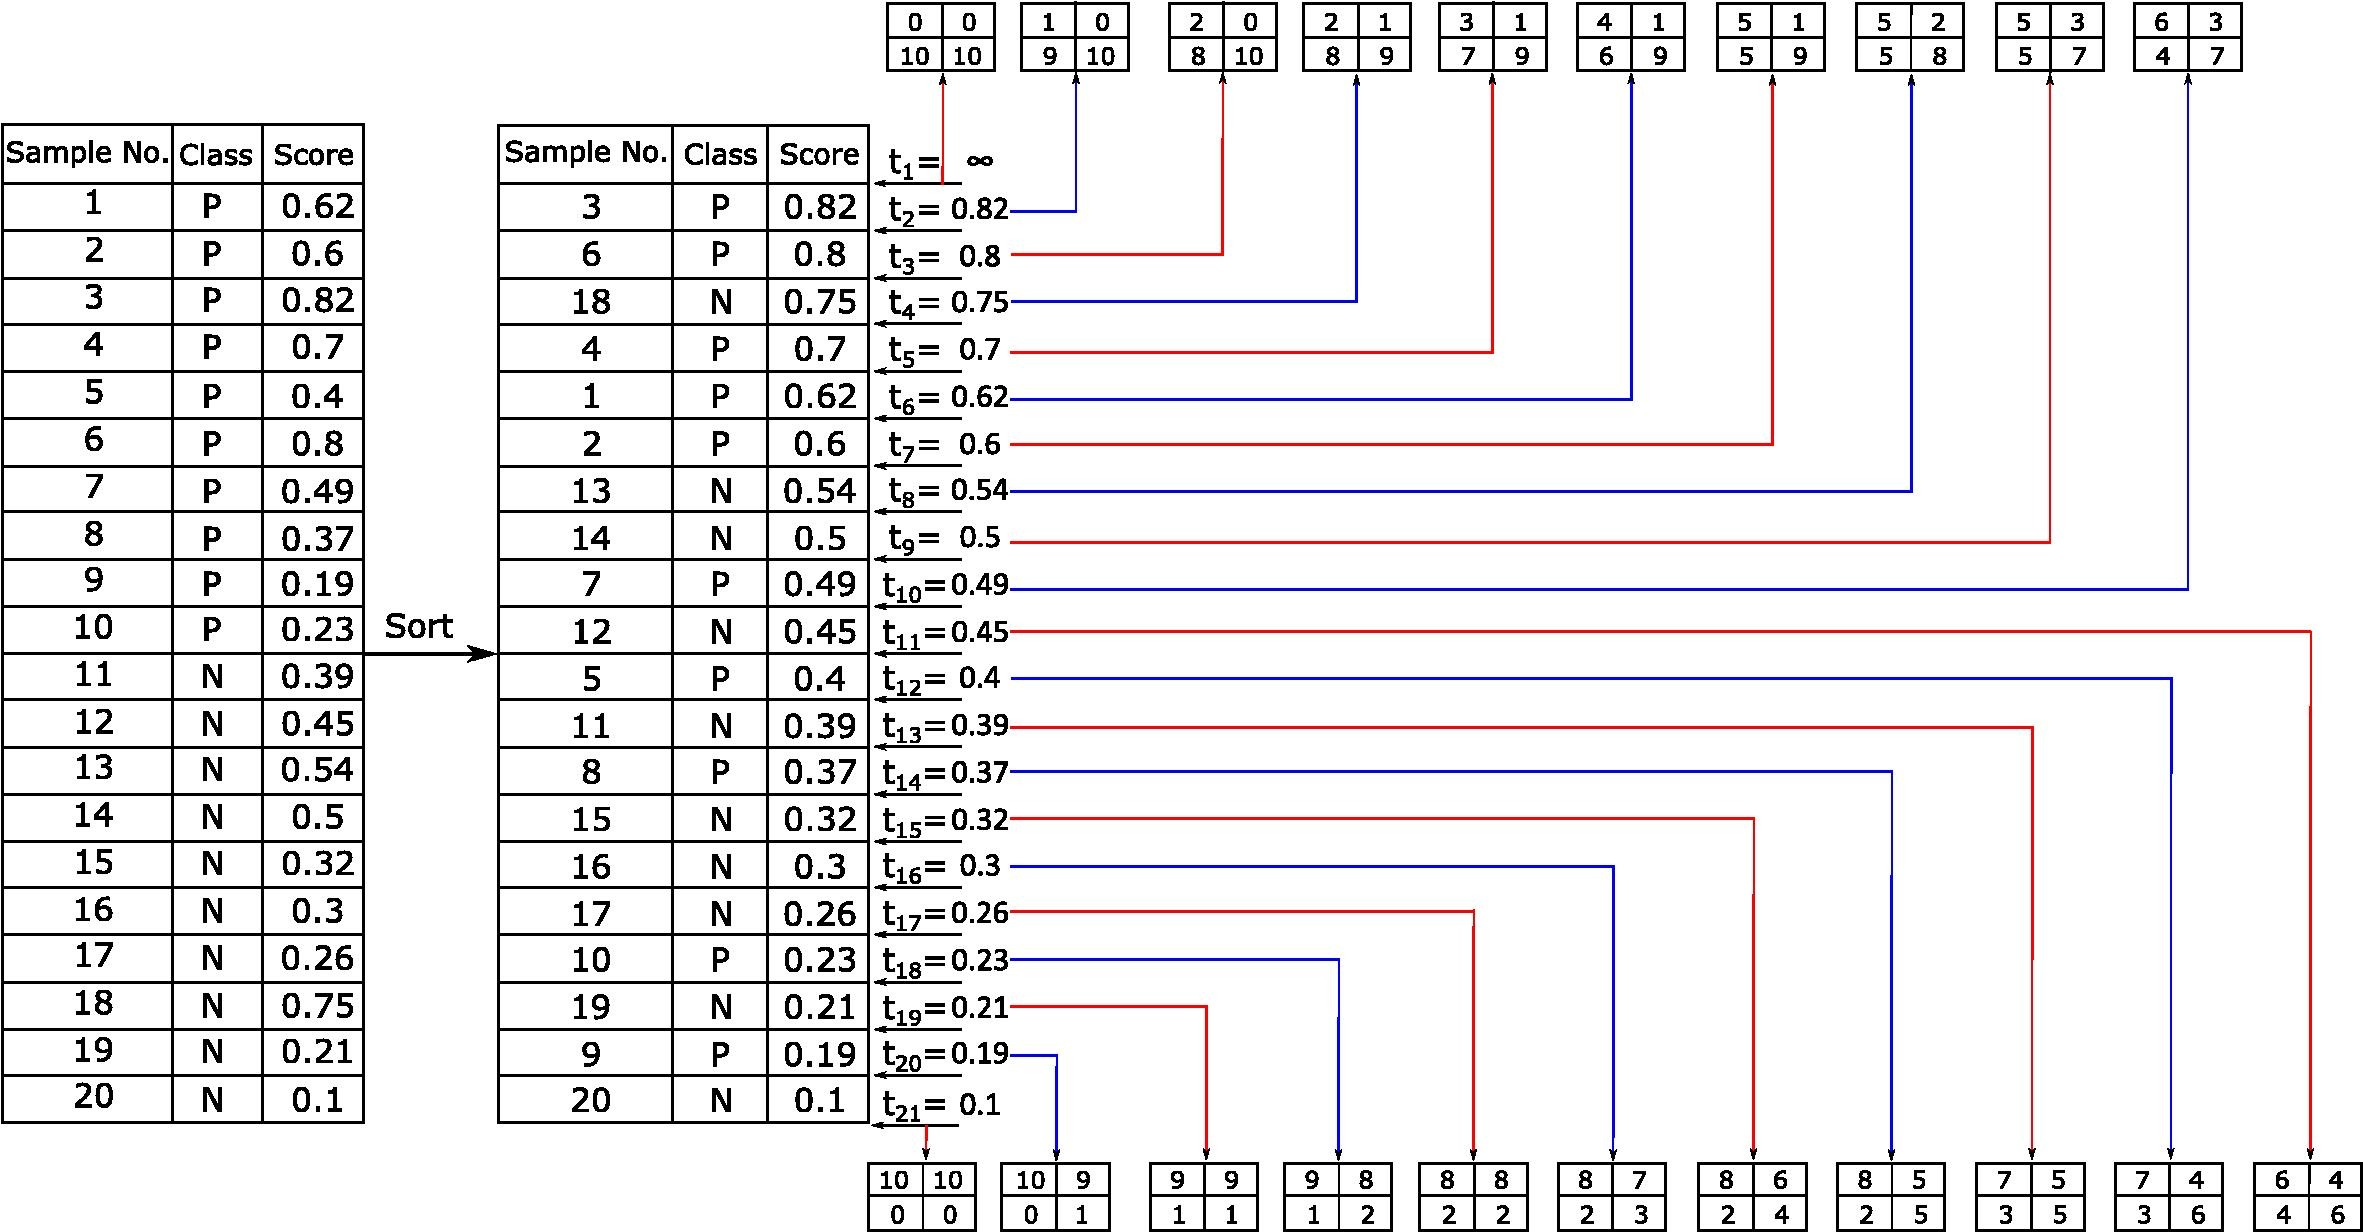 0 0 1 0 2 0 2 1 3 1 4 1 5 1 5 2 5 3 6 3
10 10 9 10 8 10 8 9 7 9 6 9 5 9 5 8 5 7 4 7
Sample No. Class Score
1 P 0.62
2 P 0.6
3 P 0.82
4 P 0.7
5 P 0.4
6 P 0.8
7 P 0.49
8 P 0.37
9 P 0.19
10 P 0.23
11 N 0.39
12 N 0.45
13 N 0.54
14 N 0.5
15 N 0.32
16 N 0.3
17 N 0.26
18 N 0.75
19 N 0.21
20 N 0.1
Sort
Sample No. Class Score t1= ∞
3 P 0.82 t2= 0.82
6 P 0.8 t3= 0.8
18 N 0.75 t4= 0.75
4 P 0.7 t5= 0.7
1 P 0.62 t6= 0.62
2 P 0.6 t7= 0.6
13 N 0.54 t8= 0.54
14 N 0.5 t9= 0.5
7 P 0.49 t10=0.49
12 N 0.45 t11=0.45
5 P 0.4 t12= 0.4
11 N 0.39 t13=0.39
8 P 0.37 t14=0.37
15 N 0.32 t15=0.32
16 N 0.3 t16= 0.3
17 N 0.26 t17=0.26
10 P 0.23 t18=0.23
19 N 0.21 t19=0.21
9 P 0.19 t20=0.19
20 N 0.1 t21= 0.1
10 10 10 9 9 9 9 8 8 8 8 7 8 6 8 5 7 5 7 4 6 4
0 0 0 1 1 1 1 2 2 2 2 3 2 4 2 5 3 5 3 6 4 6